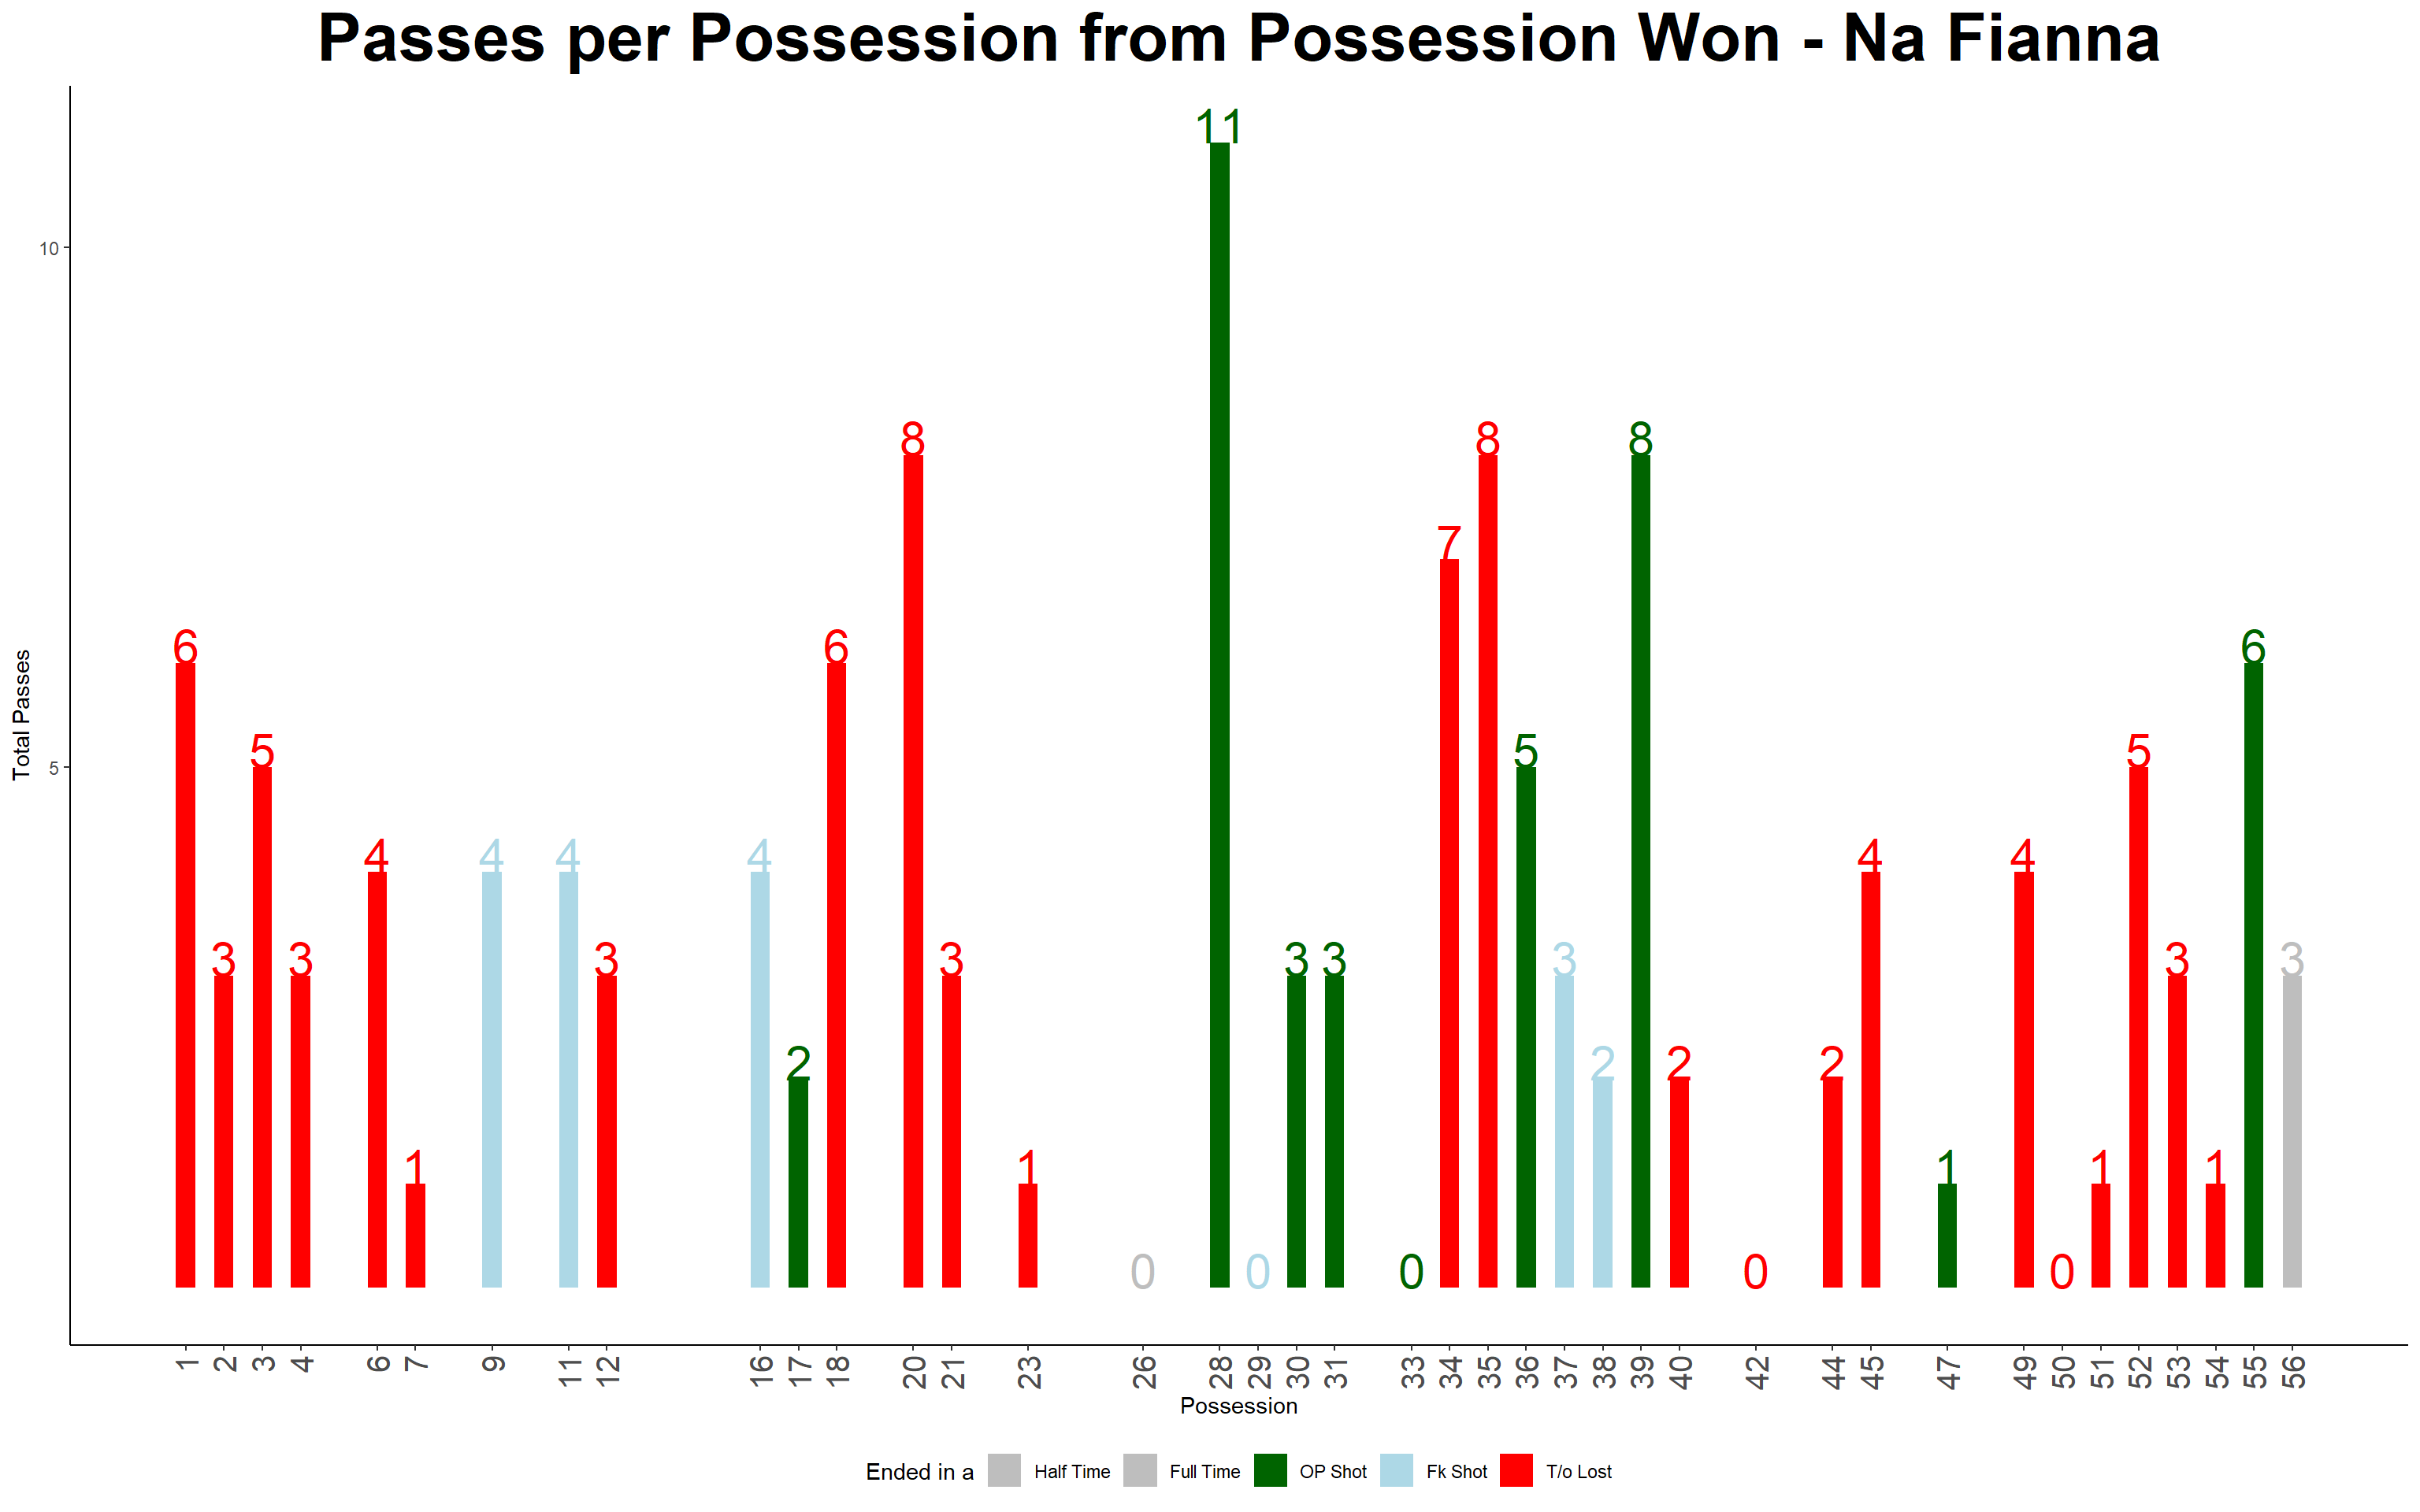 Passes per Possession from Possession Won - Na Fianna
11
10
8 8 8
7
6 6 6
5 5 5
5
4 4 4 4 4 4
3 3 3 3 3 3 3 3 3 3
2 2 2 2
1 1 1 1 1
0 0 0 0 0
Total Passes
1 2 3 4 6 7 9 11 12 16 17 18 20 21 23 26 28 29 30 31 33 34 35 36 37 38 39 40 42 44 45 47 49 50 51 52 53 54 55 56
Possession
Ended in a Half Time Full Time OP Shot Fk Shot T/o Lost